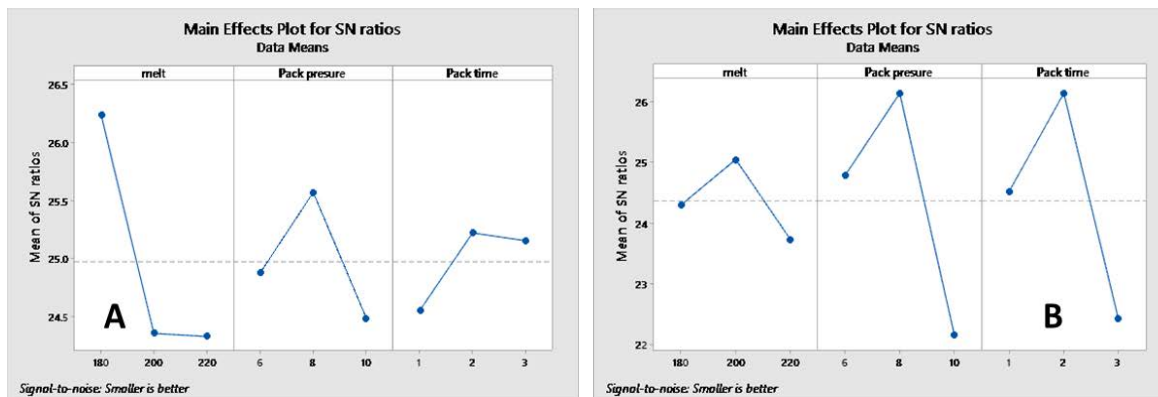 Main Effects Plot for SN ratios
Data Means
melt Pack presure Pack time
Mean of SN ratios
26.5
26.0
25.5
25.0
24.5
A
180 200 220 6 8 10 1 2 3
Signal-to-noise: Smaller is better
Main Effects Plot for SN ratios
Data Means
melt Pack presure Pack time
Mean of SN ratios
26
25
24
23
22
B
180 200 220 6 8 10 1 2 3
Signal-to-noise: Smaller is better